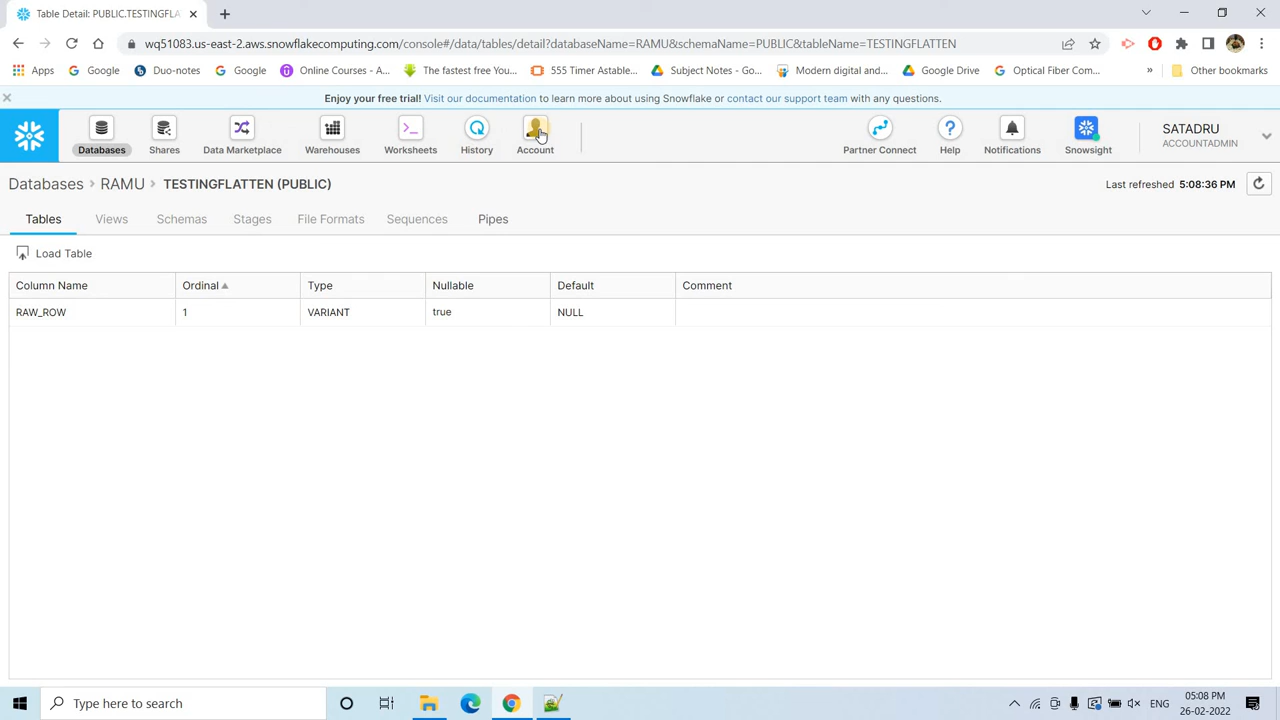 Table Detail: PUBLIC.TESTINGFLA
wq51083.us-east-2.aws.snowflakecomputing.com/console#/data/tables/detail?databaseName=RAMU&schemaName=PUBLIC&tableName=TESTINGFLATTEN
Apps Google Duo-notes Google Online Courses - A... The fastest free You... 555 Timer Astable... Subject Notes - Go... Modern digital and... Google Drive Optical Fiber Com... » Other bookmarks
Enjoy your free trial! Visit our documentation to learn more about using Snowflake or contact our support team with any questions.
Databases Shares Data Marketplace Warehouses Worksheets History Account Partner Connect Help Notifications Snowsight
SATADRU
ACCOUNTADMIN
Databases > RAMU > TESTINGFLATTEN (PUBLIC) Last refreshed 5:08:36 PM
Tables Views Schemas Stages File Formats Sequences Pipes
Load Table
Column Name Ordinal Type Nullable Default Comment
RAW_ROW 1 VARIANT true NULL
Type here to search ENG 05:08 PM
26-02-2022